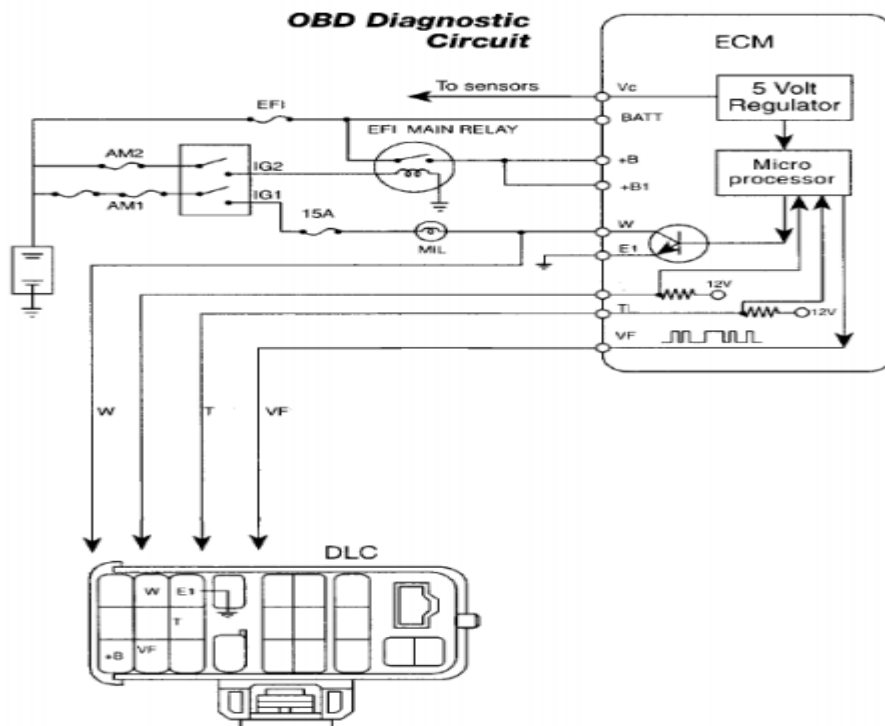 OBD Diagnostic
Circuit
ECM
To sensors
Vc
5 Volt
Regulator
EFI
BATT
EFI MAIN RELAY
AM2
IG2
+B
Micro
processor
AM1
IG1
+B1
15A
W
MIL
E1
12V
TL
12V
VF
W
T
VF
DLC
W
E1
T
+B
VF